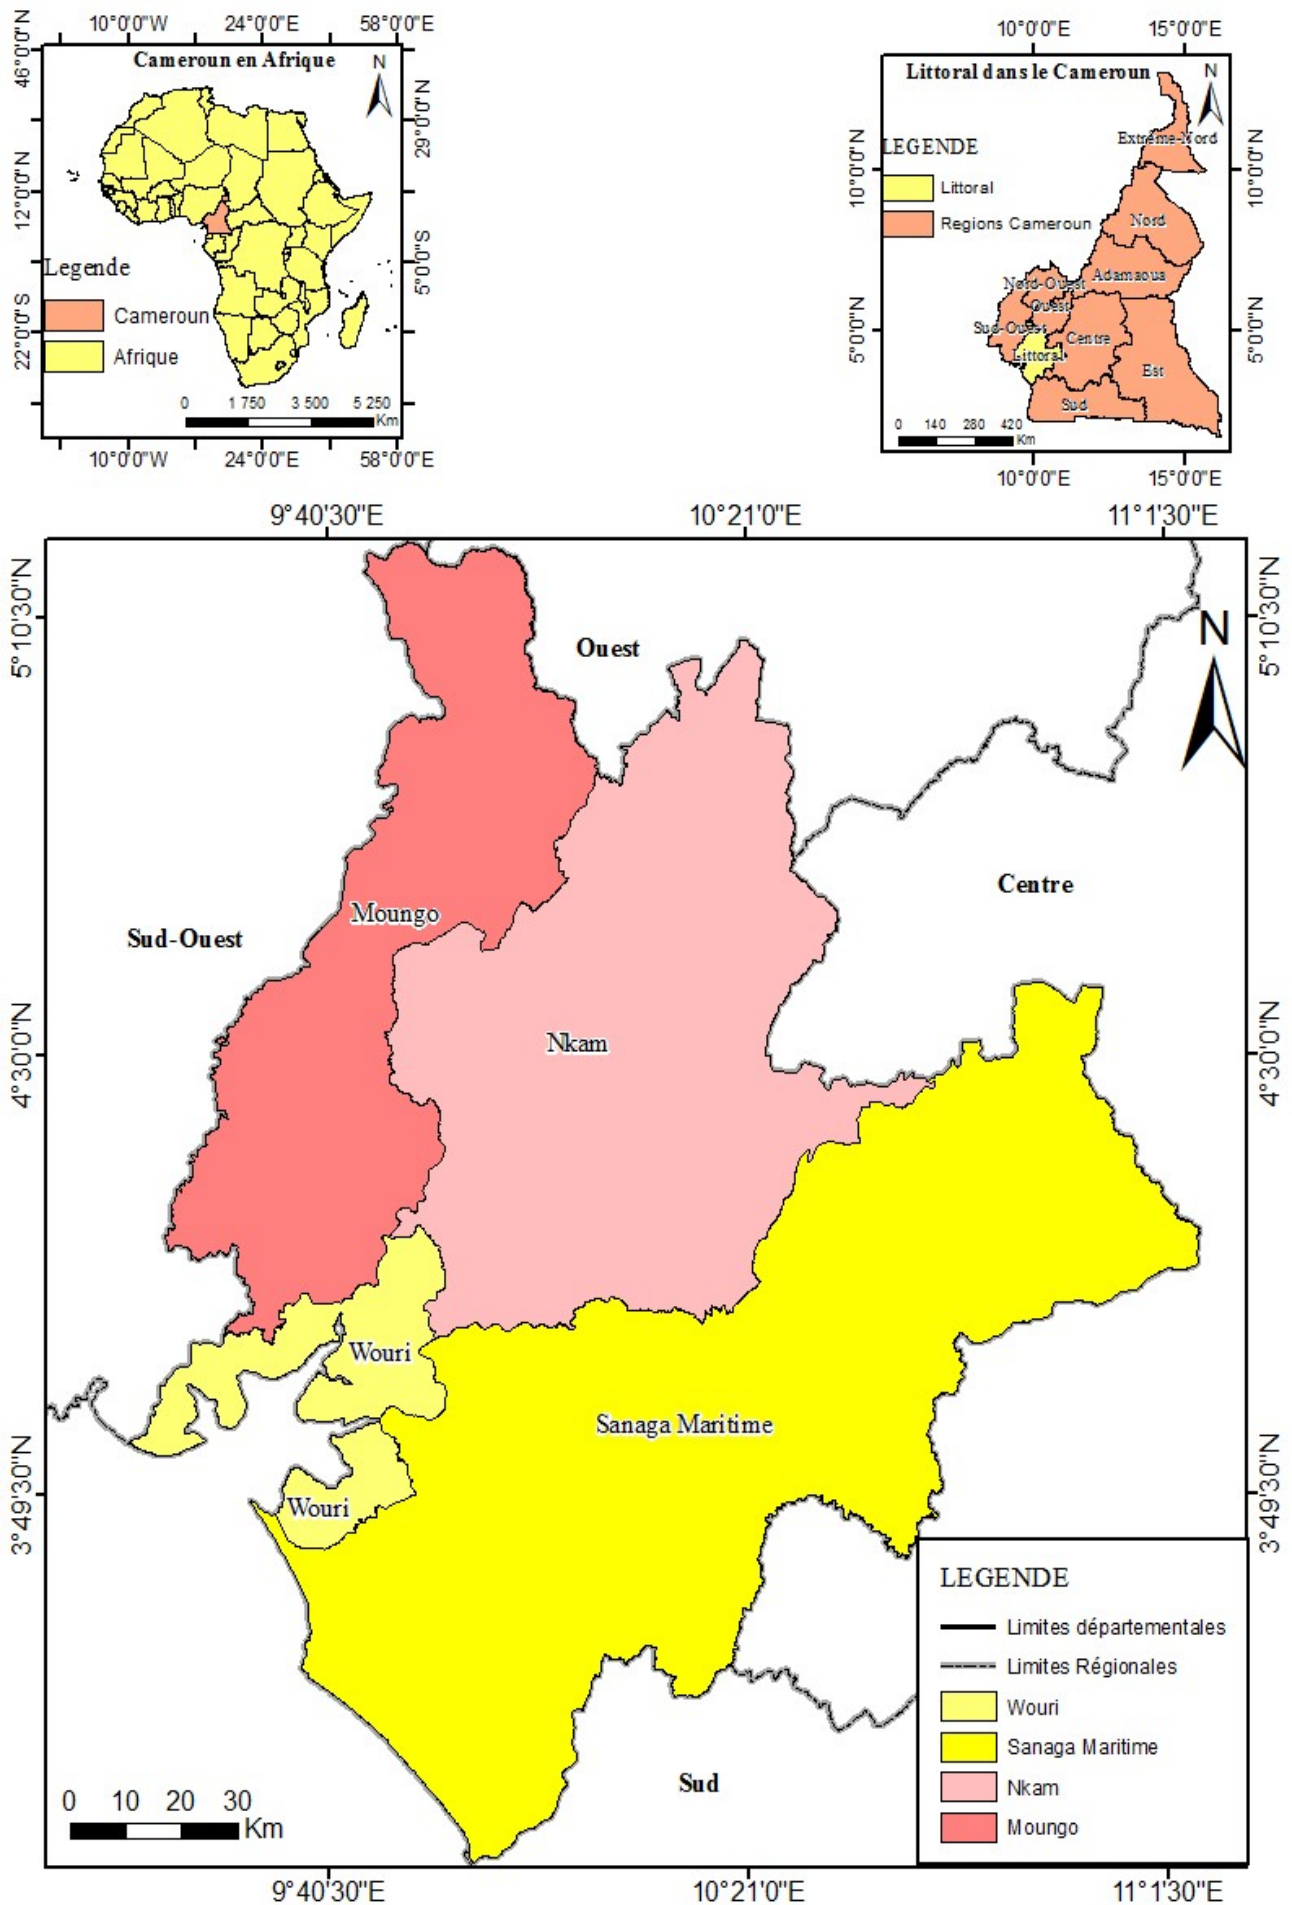 10°0'0"W 24°0'0"E 58°0'0"E
46°0'0"N
12°0'0"N
22°0'0"S
29°0'0"N
5°0'0"S
Cameroun en Afrique
N
Legende
Cameroun
Afrique
0 1 750 3 500 5 250
Km
10°0'0"W 24°0'0"E 58°0'0"E
10°0'0"E 15°0'0"E
10°0'0"N
5°0'0"N
10°0'0"N
5°0'0"N
Littoral dans le Cameroun
N
LEGENDE
Littoral
Regions Cameroun
Extrême-Nord
Nord
Adamaoua
Nord-Ouest
Ouest
Sud-Ouest
Centre
Littoral
Est
Sud
0 140 280 420
Km
10°0'0"E 15°0'0"E
9°40'30"E 10°21'0"E 11°1'30"E
5°10'30"N
4°30'0"N
3°49'30"N
5°10'30"N
4°30'0"N
3°49'30"N
N
Ouest
Centre
Sud-Ouest
Moungo
Nkam
Wouri
Sanaga Maritime
Wouri
Sud
LEGENDE
Limites départementales
Limites Régionales
Wouri
Sanaga Maritime
Nkam
Moungo
0 10 20 30
Km
9°40'30"E 10°21'0"E 11°1'30"E